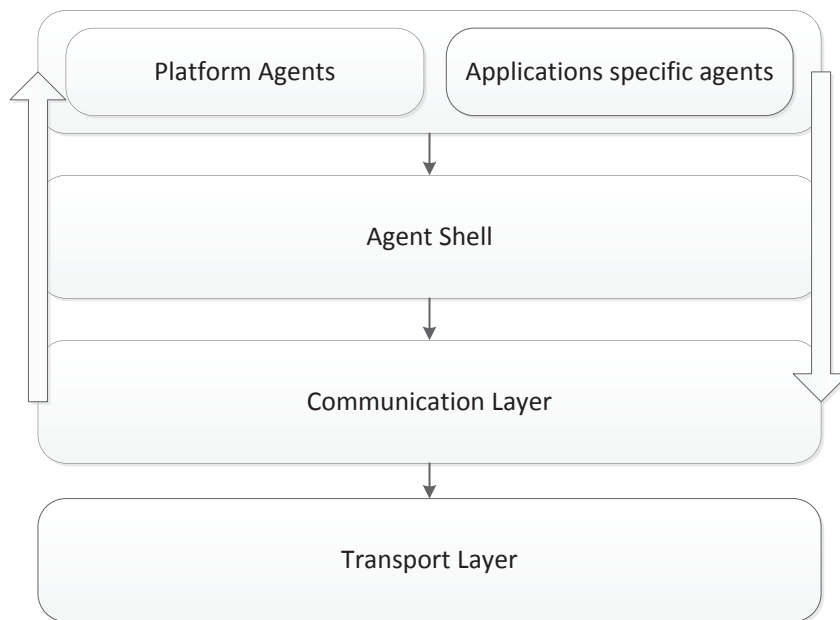 Platform Agents
Applications specific agents
Agent Shell
Communication Layer
Transport Layer